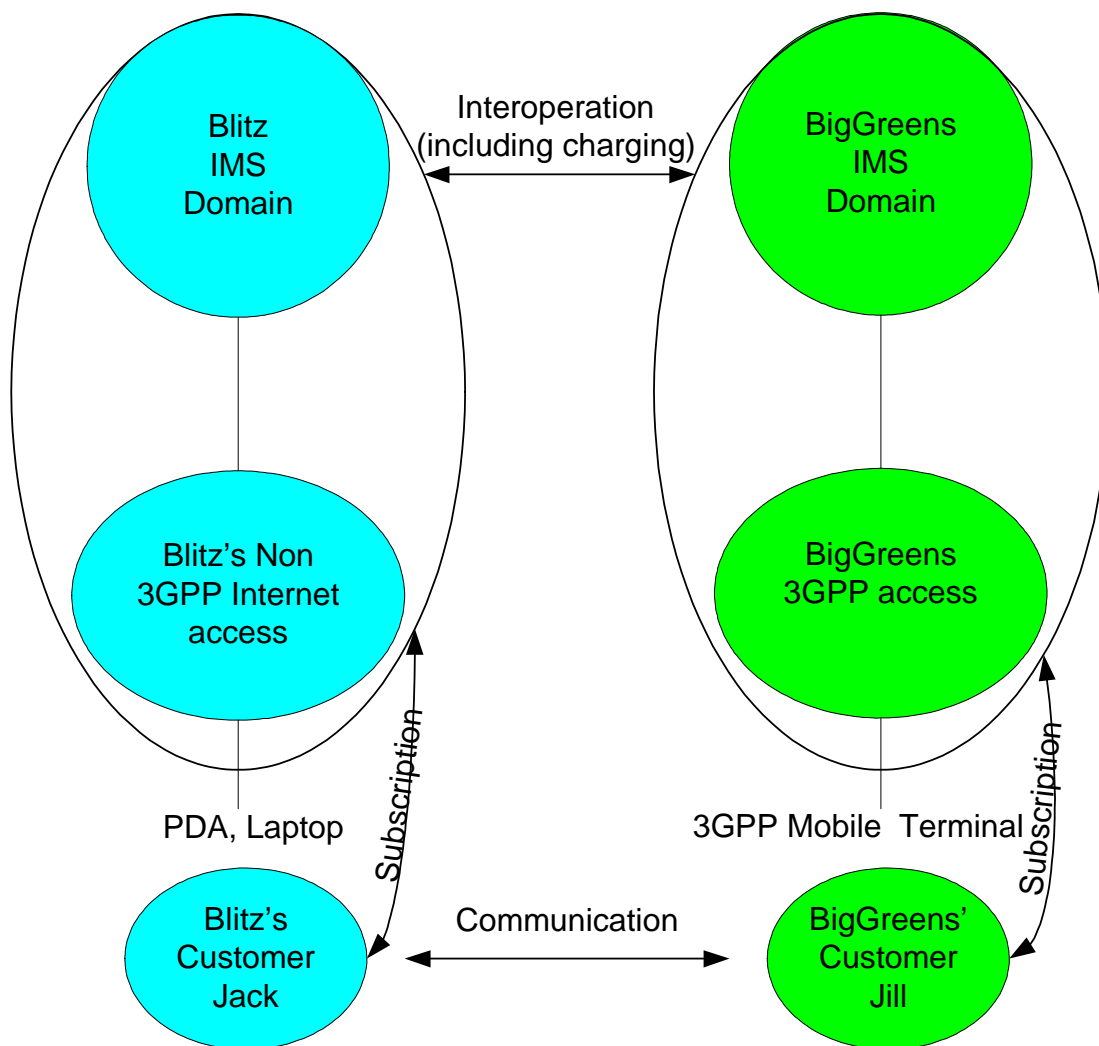 Blitz
IMS
Domain
Interoperation
(including charging)
BigGreens
IMS
Domain
Blitz's Non
3GPP Internet
access
BigGreens
3GPP access
Subscription
Subscription
PDA, Laptop
3GPP Mobile  Terminal
Blitz's
Customer
Jack
Communication
BigGreens'
Customer
Jill